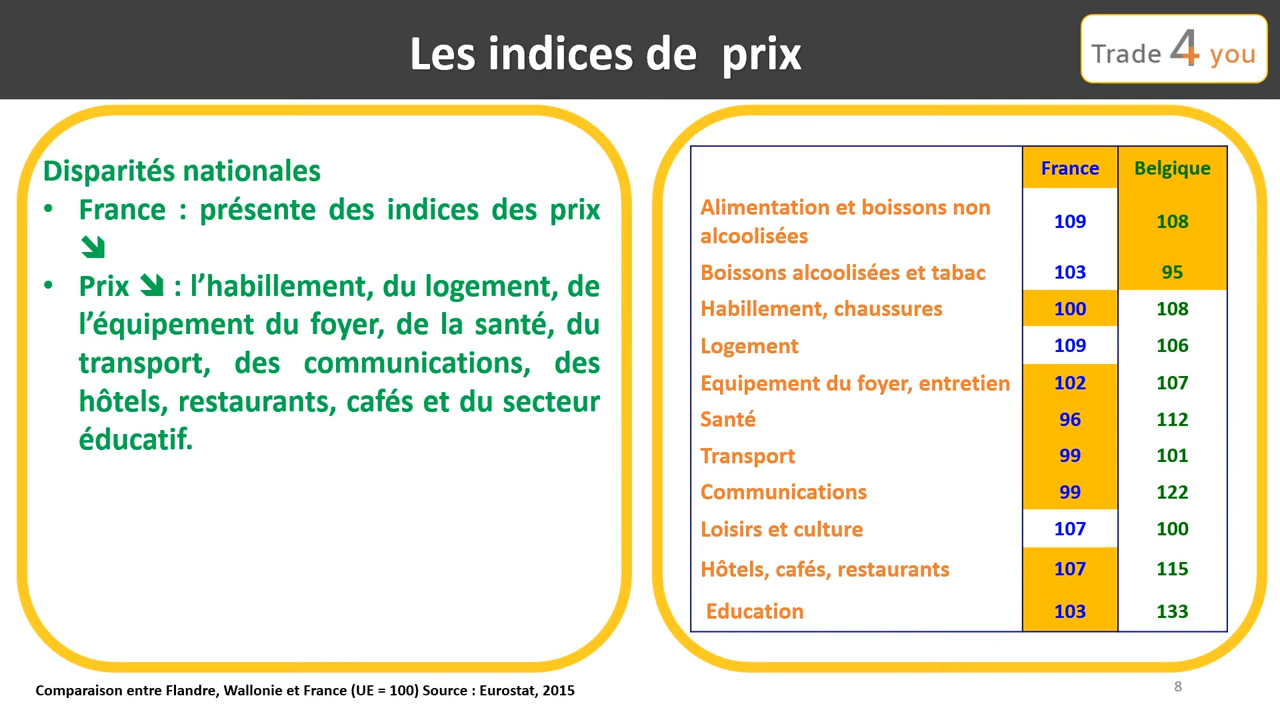 Les indices de  prix
Trade 4 you
Disparités nationales
• France : présente des indices des prix
⬊
• Prix ⬊ : l’habillement, du logement, de
l’équipement du foyer, de la santé, du
transport, des communications, des
hôtels, restaurants, cafés et du secteur
éducatif.
France Belgique
Alimentation et boissons non
alcoolisées 109 108
Boissons alcoolisées et tabac 103 95
Habillement, chaussures 100 108
Logement 109 106
Equipement du foyer, entretien 102 107
Santé 96 112
Transport 99 101
Communications 99 122
Loisirs et culture 107 100
Hôtels, cafés, restaurants 107 115
Education 103 133
Comparaison entre Flandre, Wallonie et France (UE = 100) Source : Eurostat, 2015
8